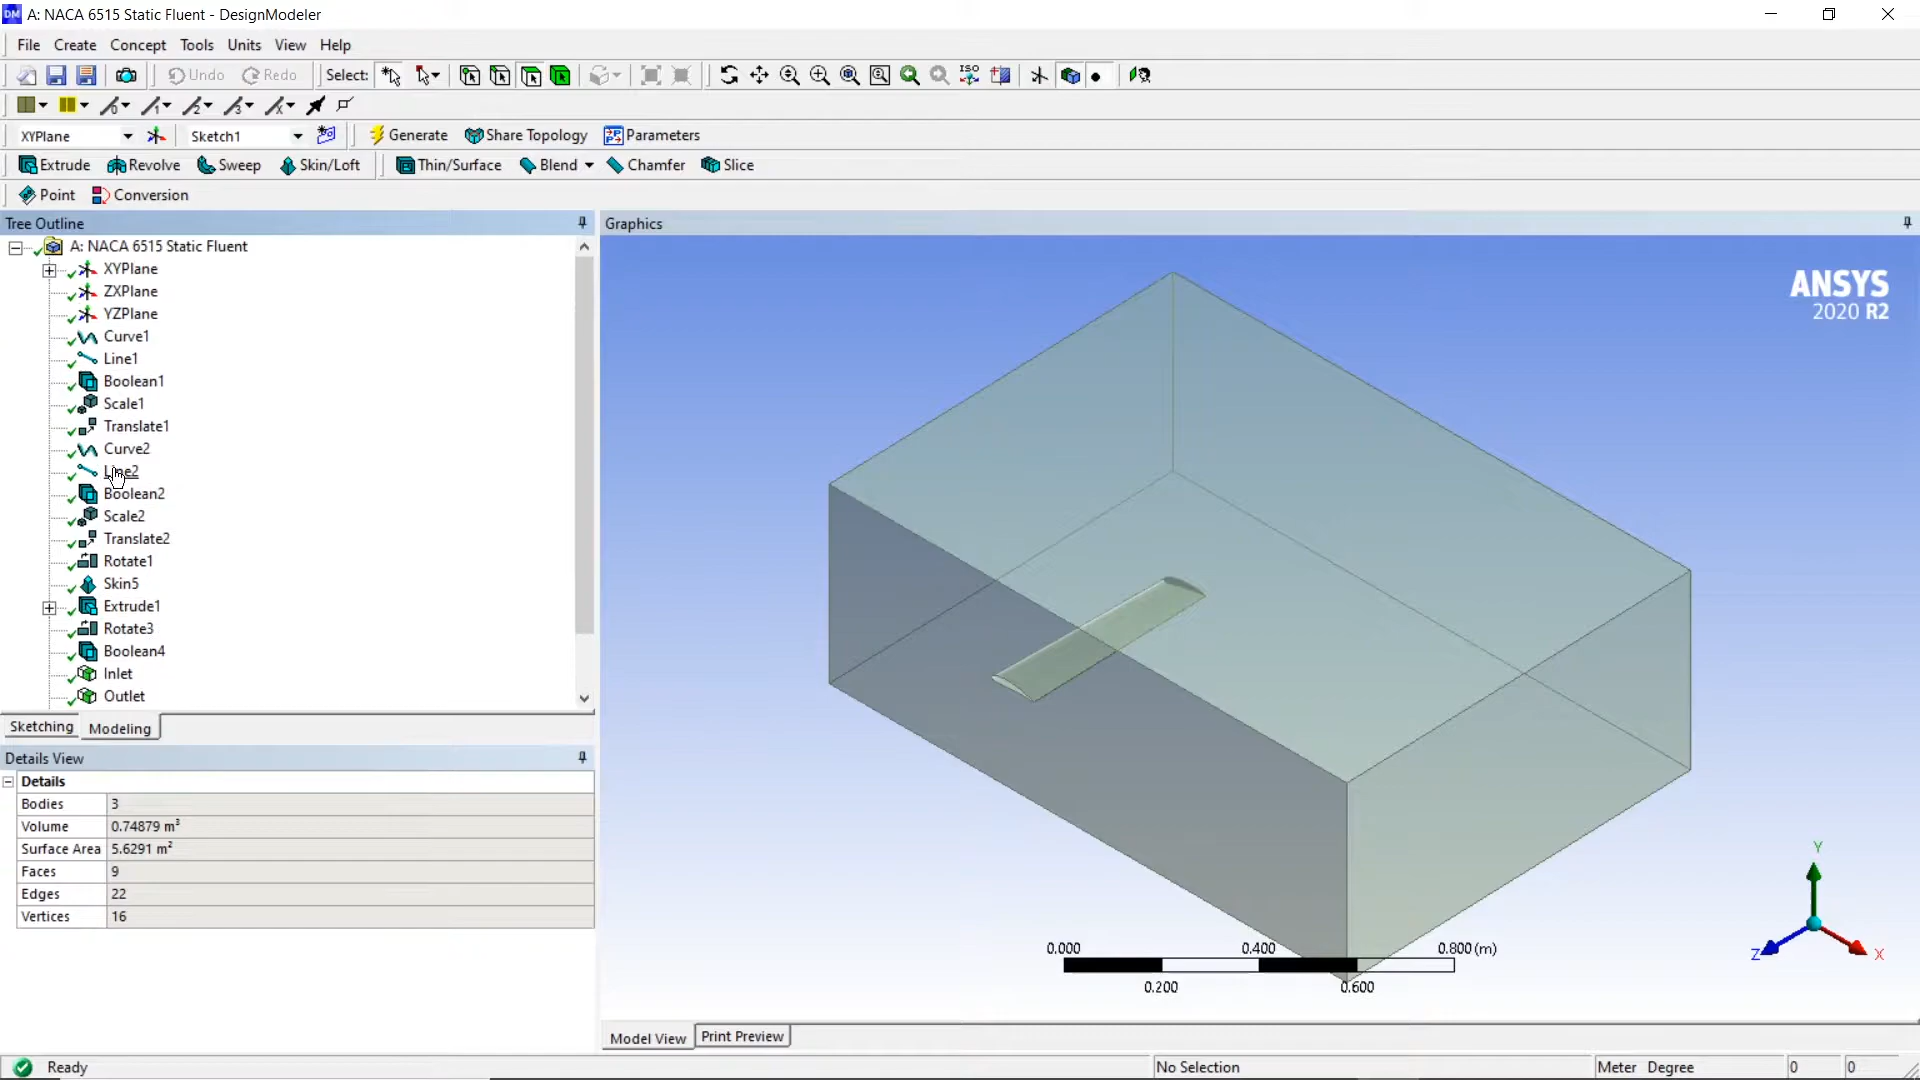 DM A: NACA 6515 Static Fluent - DesignModeler
File Create Concept Tools Units View Help
Undo Redo Select: ISO
XYPlane Sketch1 Generate Share Topology Parameters
Extrude Revolve Sweep Skin/Loft Thin/Surface Blend Chamfer Slice
Point Conversion
Tree Outline
A: NACA 6515 Static Fluent
XYPlane
ZXPlane
YZPlane
Curve1
Line1
Boolean1
Scale1
Translate1
Curve2
Line2
Boolean2
Scale2
Translate2
Rotate1
Skin5
Extrude1
Rotate3
Boolean4
Inlet
Outlet
Sketching Modeling
Details View
Details
Bodies 3
Volume 0.74879 m³
Surface Area 5.6291 m²
Faces 9
Edges 22
Vertices 16
Graphics
ANSYS
2020 R2
Y
Z
X
0.000 0.400 0.800 (m)
0.200 0.600
Model View Print Preview
Ready No Selection Meter Degree 0 0